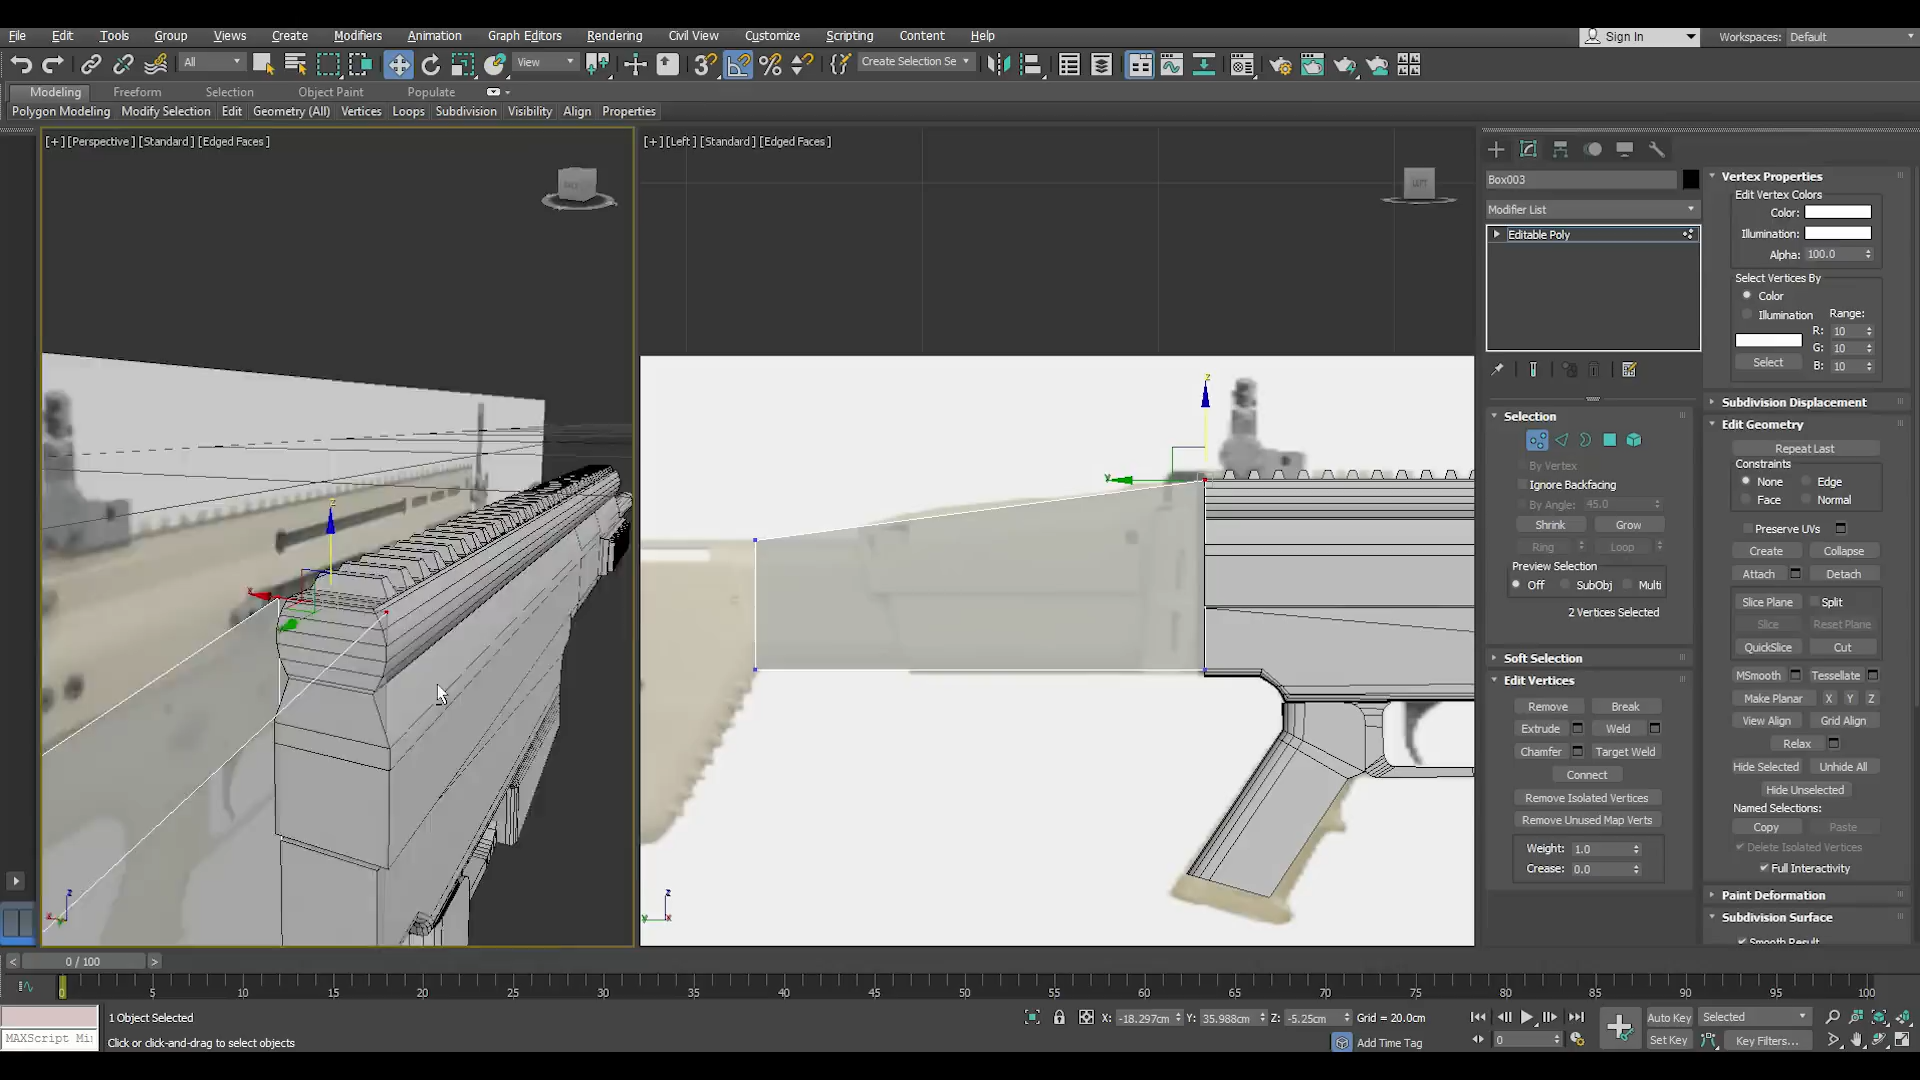 File Edit Tools Group Views Create Modifiers Animation Graph Editors Rendering Civil View Customize Scripting Content Help Sign In Workspaces: Default
All View Create Selection Se
Modeling Freeform Selection Object Paint Populate
Polygon Modeling Modify Selection Edit Geometry (All) Vertices Loops Subdivision Visibility Align Properties
[+] [Perspective] [Standard] [Edged Faces]
[+] [Left] [Standard] [Edged Faces]
LEFT
z
y
x
Box003
Modifier List
Editable Poly
Selection
By Vertex
Ignore Backfacing
By Angle: 45.0
Shrink Grow
Ring Loop
Preview Selection
Off SubObj Multi
2 Vertices Selected
Soft Selection
Edit Vertices
Remove Break
Extrude Weld
Chamfer Target Weld
Connect
Remove Isolated Vertices
Remove Unused Map Verts
Weight: 1.0
Crease: 0.0
Vertex Properties
Edit Vertex Colors
Color:
Illumination:
Alpha: 100.0
Select Vertices By
Color
Illumination Range:
R: 10
G: 10
Select B: 10
Subdivision Displacement
Edit Geometry
Repeat Last
Constraints
None Edge
Face Normal
Preserve UVs
Create Collapse
Attach Detach
Slice Plane Split
Slice Reset Plane
QuickSlice Cut
MSmooth Tessellate
Make Planar X Y Z
View Align Grid Align
Relax
Hide Selected Unhide All
Hide Unselected
Named Selections:
Copy Paste
Delete Isolated Vertices
Full Interactivity
Paint Deformation
Subdivision Surface
Smooth Result
< 0 / 100 >
0 5 10 15 20 25 30 35 40 45 50 55 60 65 70 75 80 85 90 95 100
1 Object Selected X: -18.297cm Y: 35.988cm Z: -5.25cm Grid = 20.0cm Auto Key Selected
MAXScript Mi Click or click-and-drag to select objects Add Time Tag 0 Set Key Key Filters...